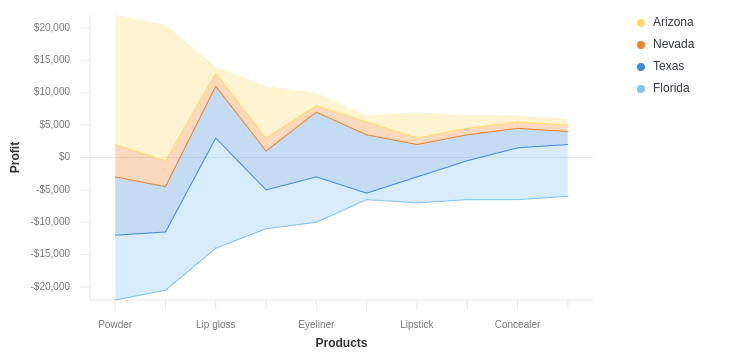 $20,000
$15,000
$10,000
$5,000
$0
-$5,000
-$10,000
-$15,000
-$20,000
Profit
Powder
Lip gloss
Eyeliner
Lipstick
Concealer
Products
Arizona
Nevada
Texas
Florida